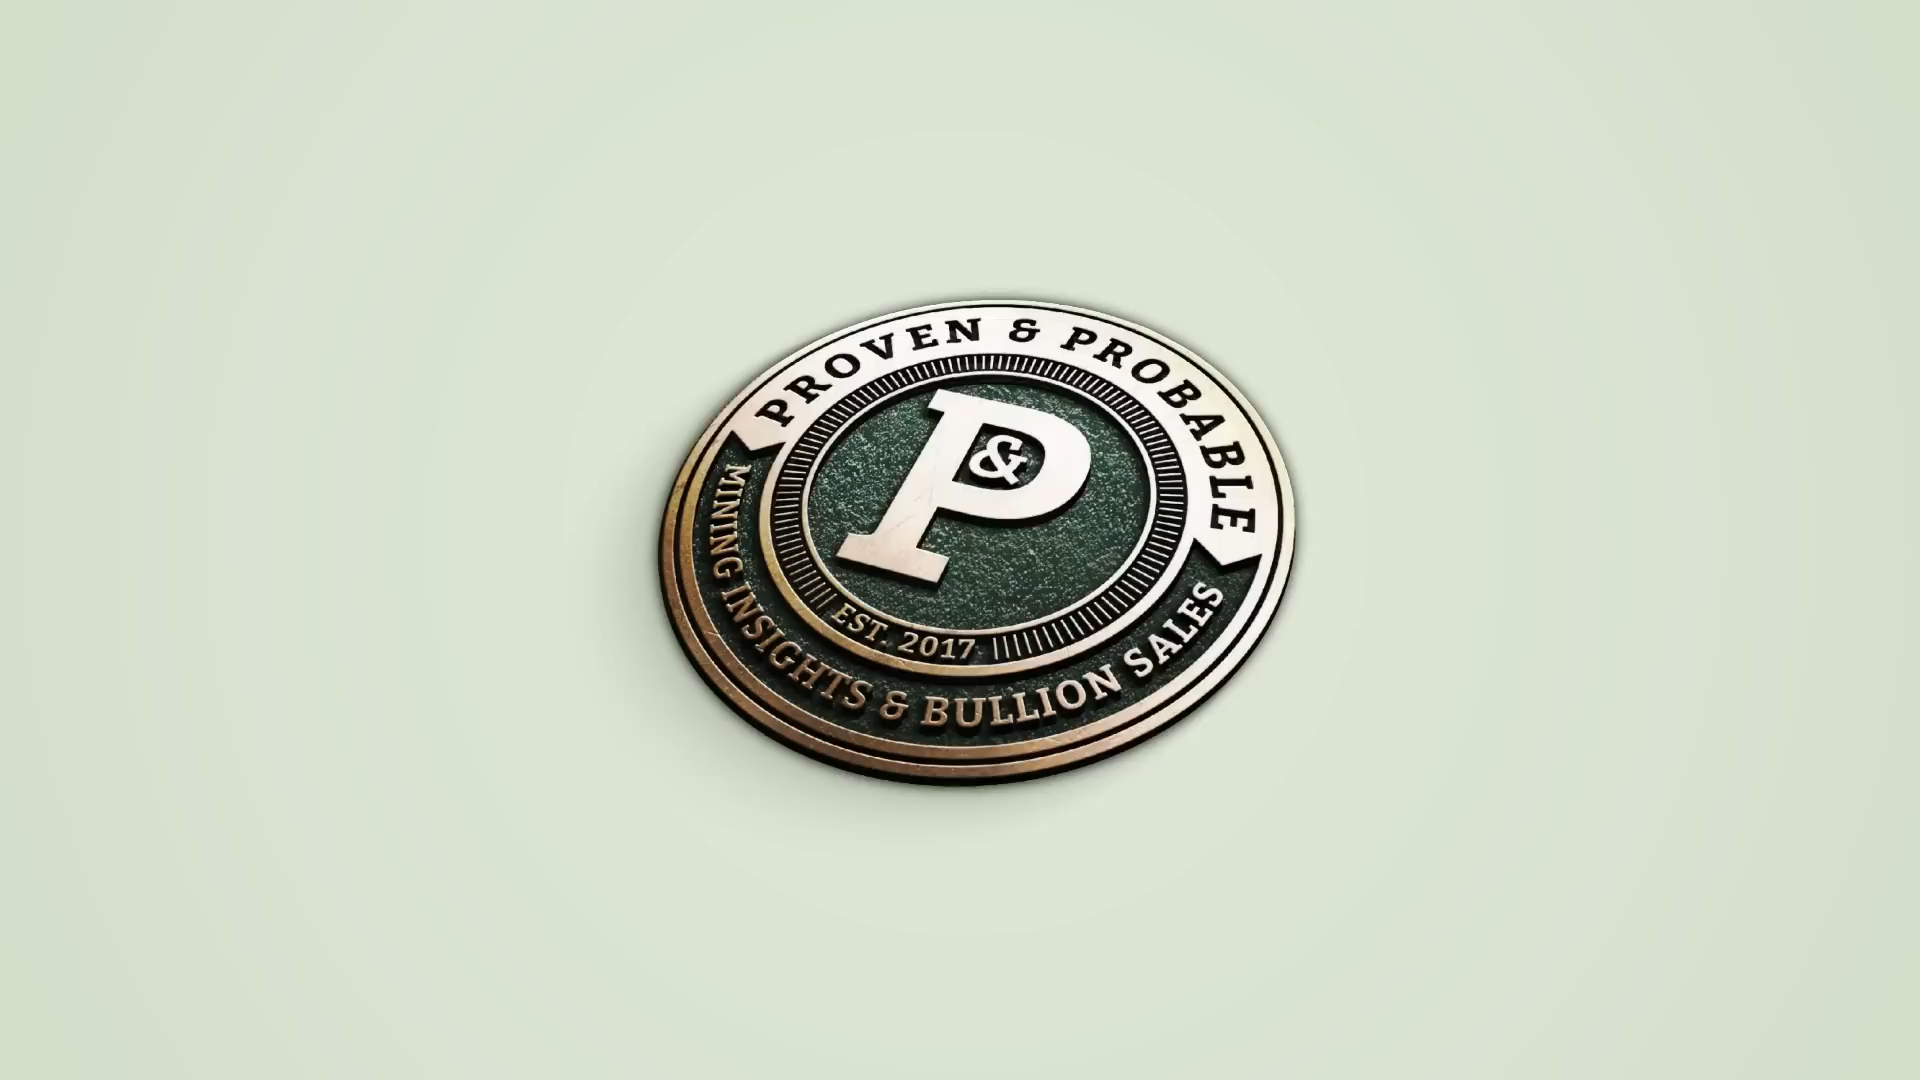 PROVEN & PROBABLE
P
&
EST. 2017
MINING INSIGHTS & BULLION SALES